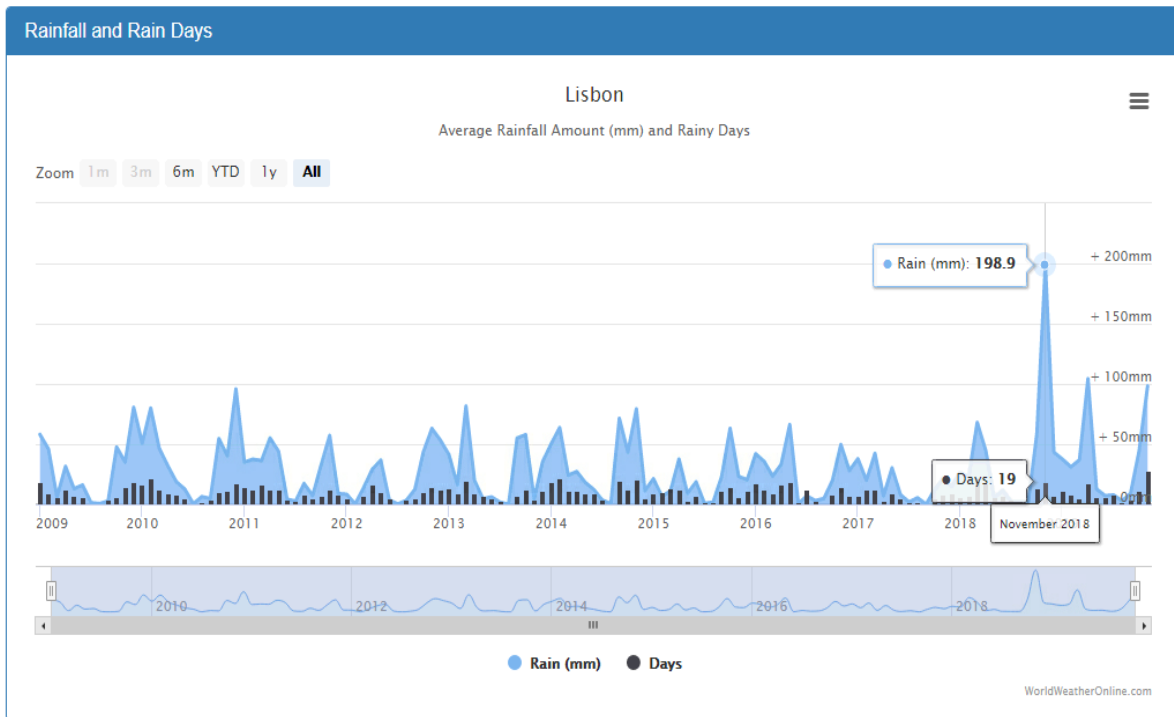 Rainfall and Rain Days
Lisbon
Average Rainfall Amount (mm) and Rainy Days
Zoom 1m 3m 6m YTD 1y All
Rain (mm): 198.9
+ 200mm
+ 150mm
+ 100mm
+ 50mm
Days: 19
0mm
2009 2010 2011 2012 2013 2014 2015 2016 2017 2018
November 2018
2010 2012 2014 2016 2018
Rain (mm) Days
WorldWeatherOnline.com